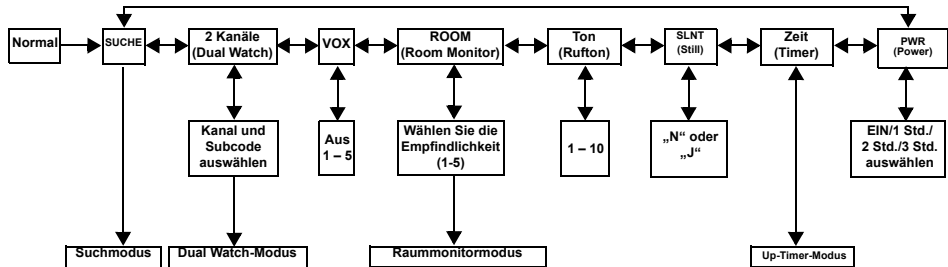 Normal
SUCHE
2 Kanäle
(Dual Watch)
VOX
ROOM
(Room Monitor)
Ton
(Rufton)
SLNT
(Still)
Zeit
(Timer)
PWR
(Power)
Kanal und
Subcode
auswählen
Aus
1 – 5
Wählen Sie die
Empfindlichkeit
(1-5)
1 – 10
„N“ oder
„J“
EIN/1 Std./
2 Std./3 Std.
auswählen
Suchmodus
Dual Watch-Modus
Raummonitormodus
Up-Timer-Modus